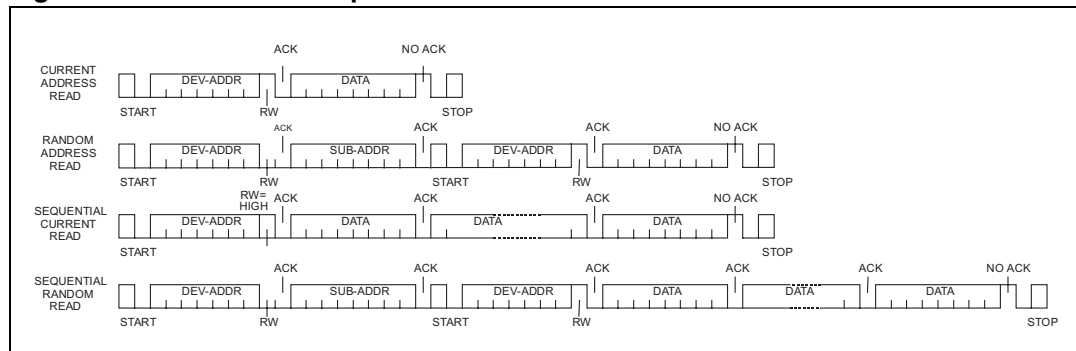 ACK NO ACK
CURRENT
ADDRESS
READ
DEV-ADDR DATA
START RW STOP
ACK ACK ACK NO ACK
RANDOM
ADDRESS
READ
DEV-ADDR SUB-ADDR DEV-ADDR DATA
START RW START RW STOP
RW=
HIGH
ACK ACK ACK NO ACK
SEQUENTIAL
CURRENT
READ
DEV-ADDR DATA DATA DATA
START STOP
ACK ACK ACK ACK ACK NO ACK
SEQUENTIAL
RANDOM
READ
DEV-ADDR SUB-ADDR DEV-ADDR DATA DATA DATA
START RW START RW STOP